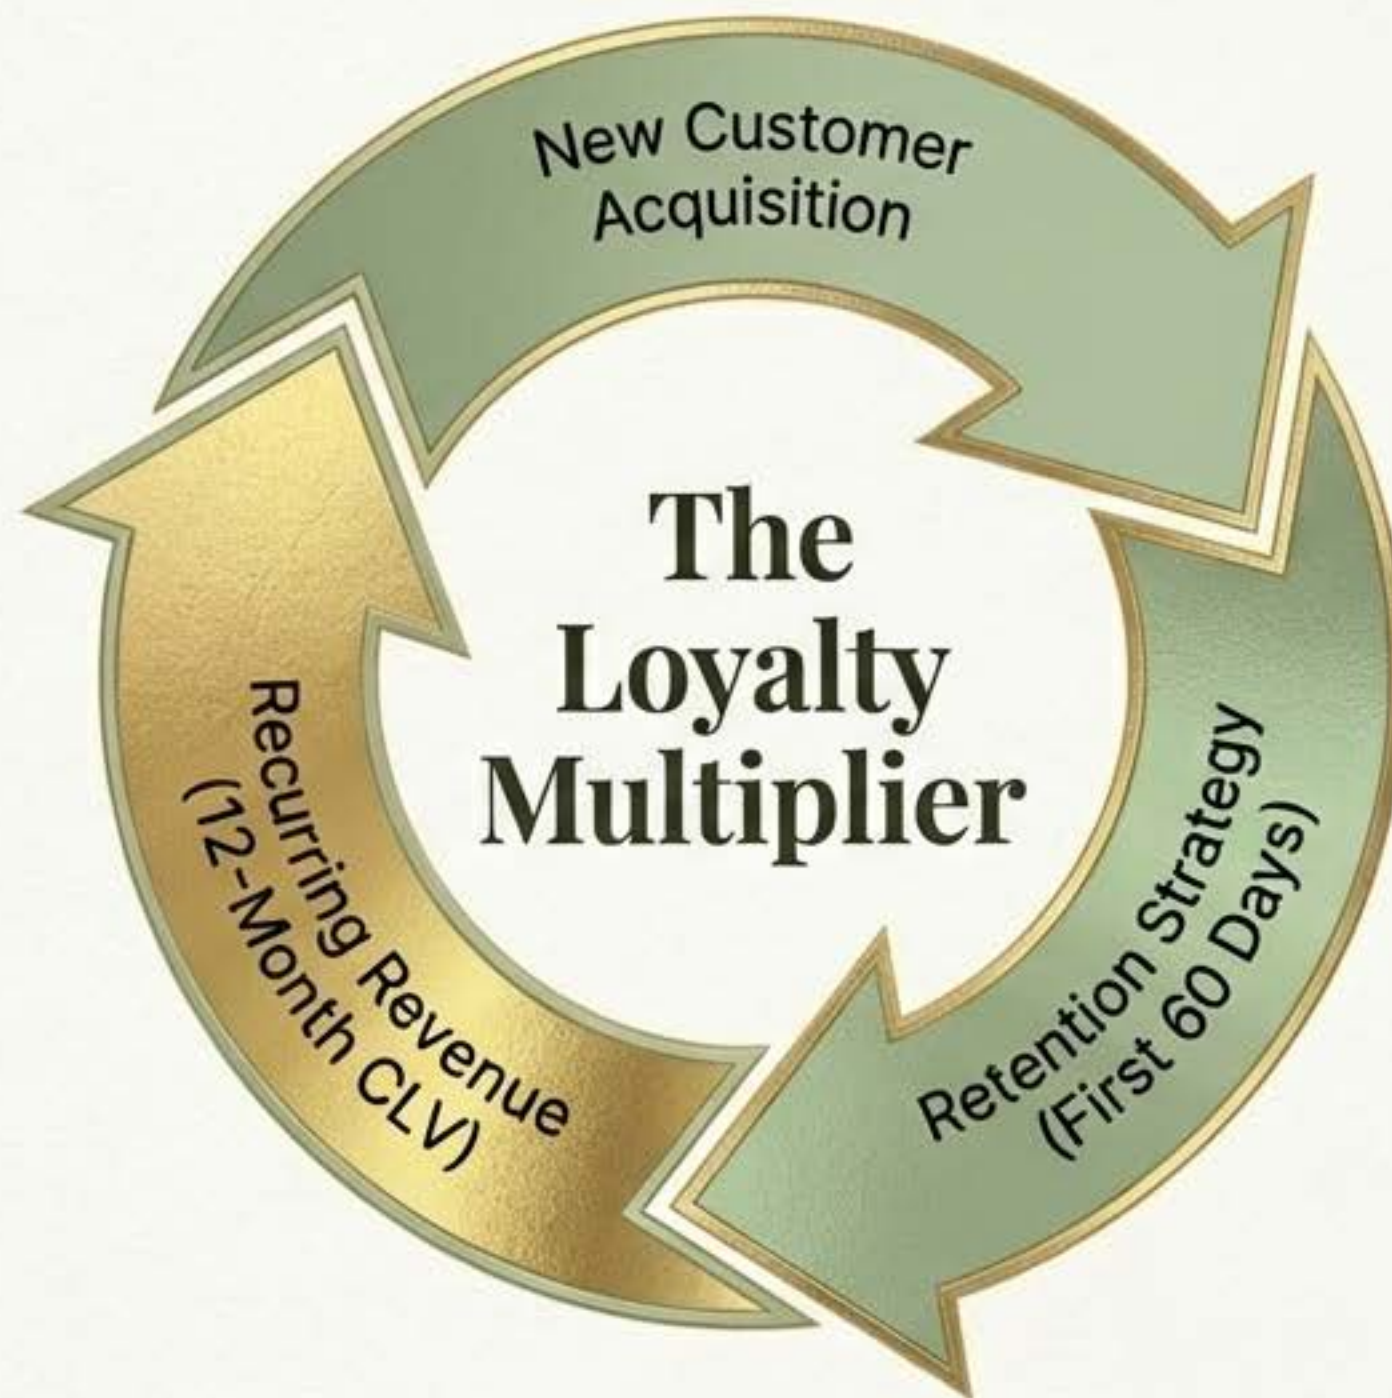 New Customer
Acquisition
The
Loyalty
Multiplier
Retention Strategy
(First 60 Days)
Recurring Revenue
(12-Month CLV)